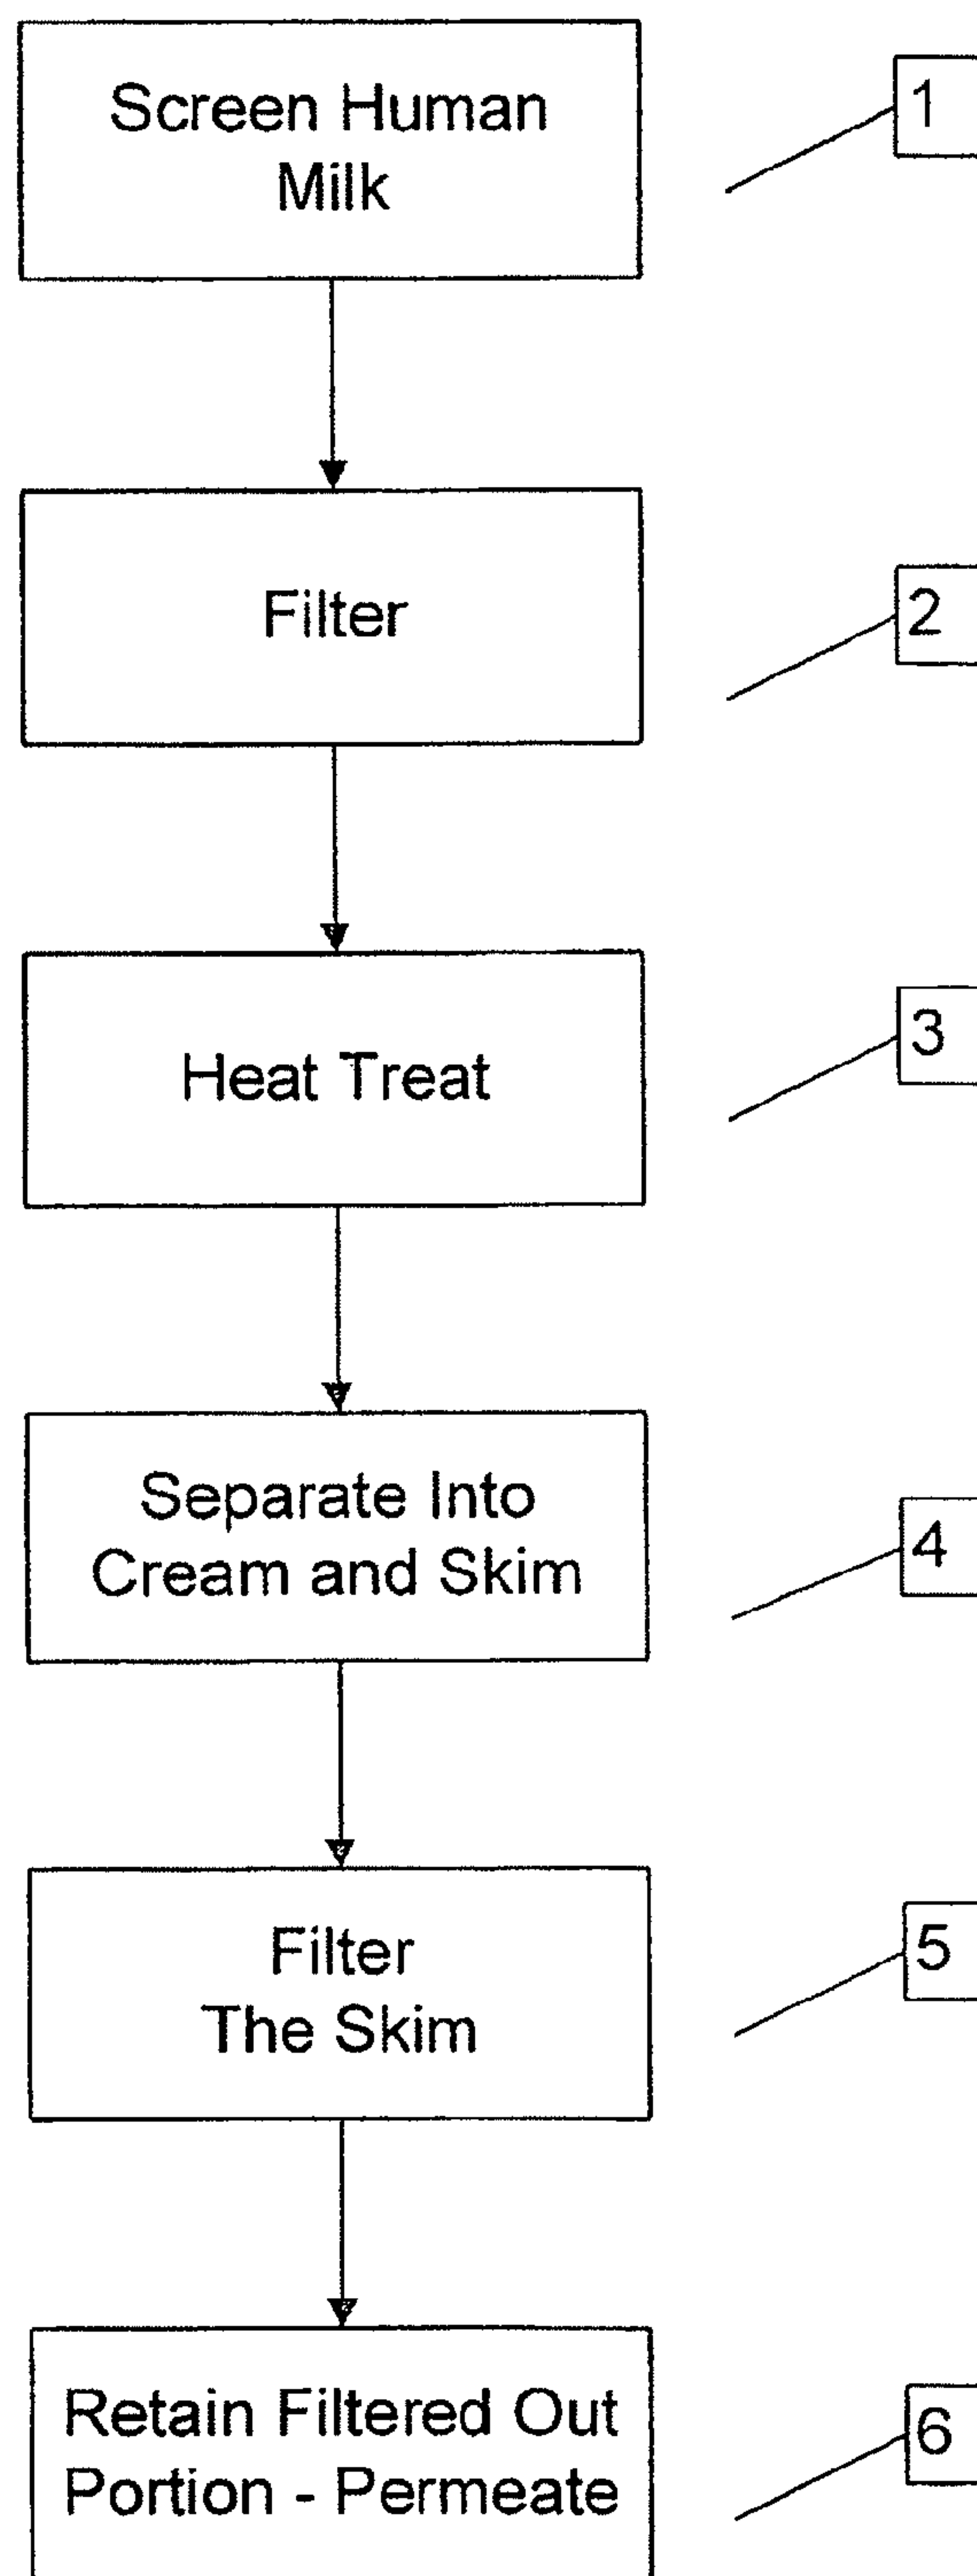 Screen Human
Milk
1
Filter
2
Heat Treat
3
Separate Into
Cream and Skim
4
Filter
The Skim
5
Retain Filtered Out
Portion - Permeate
6